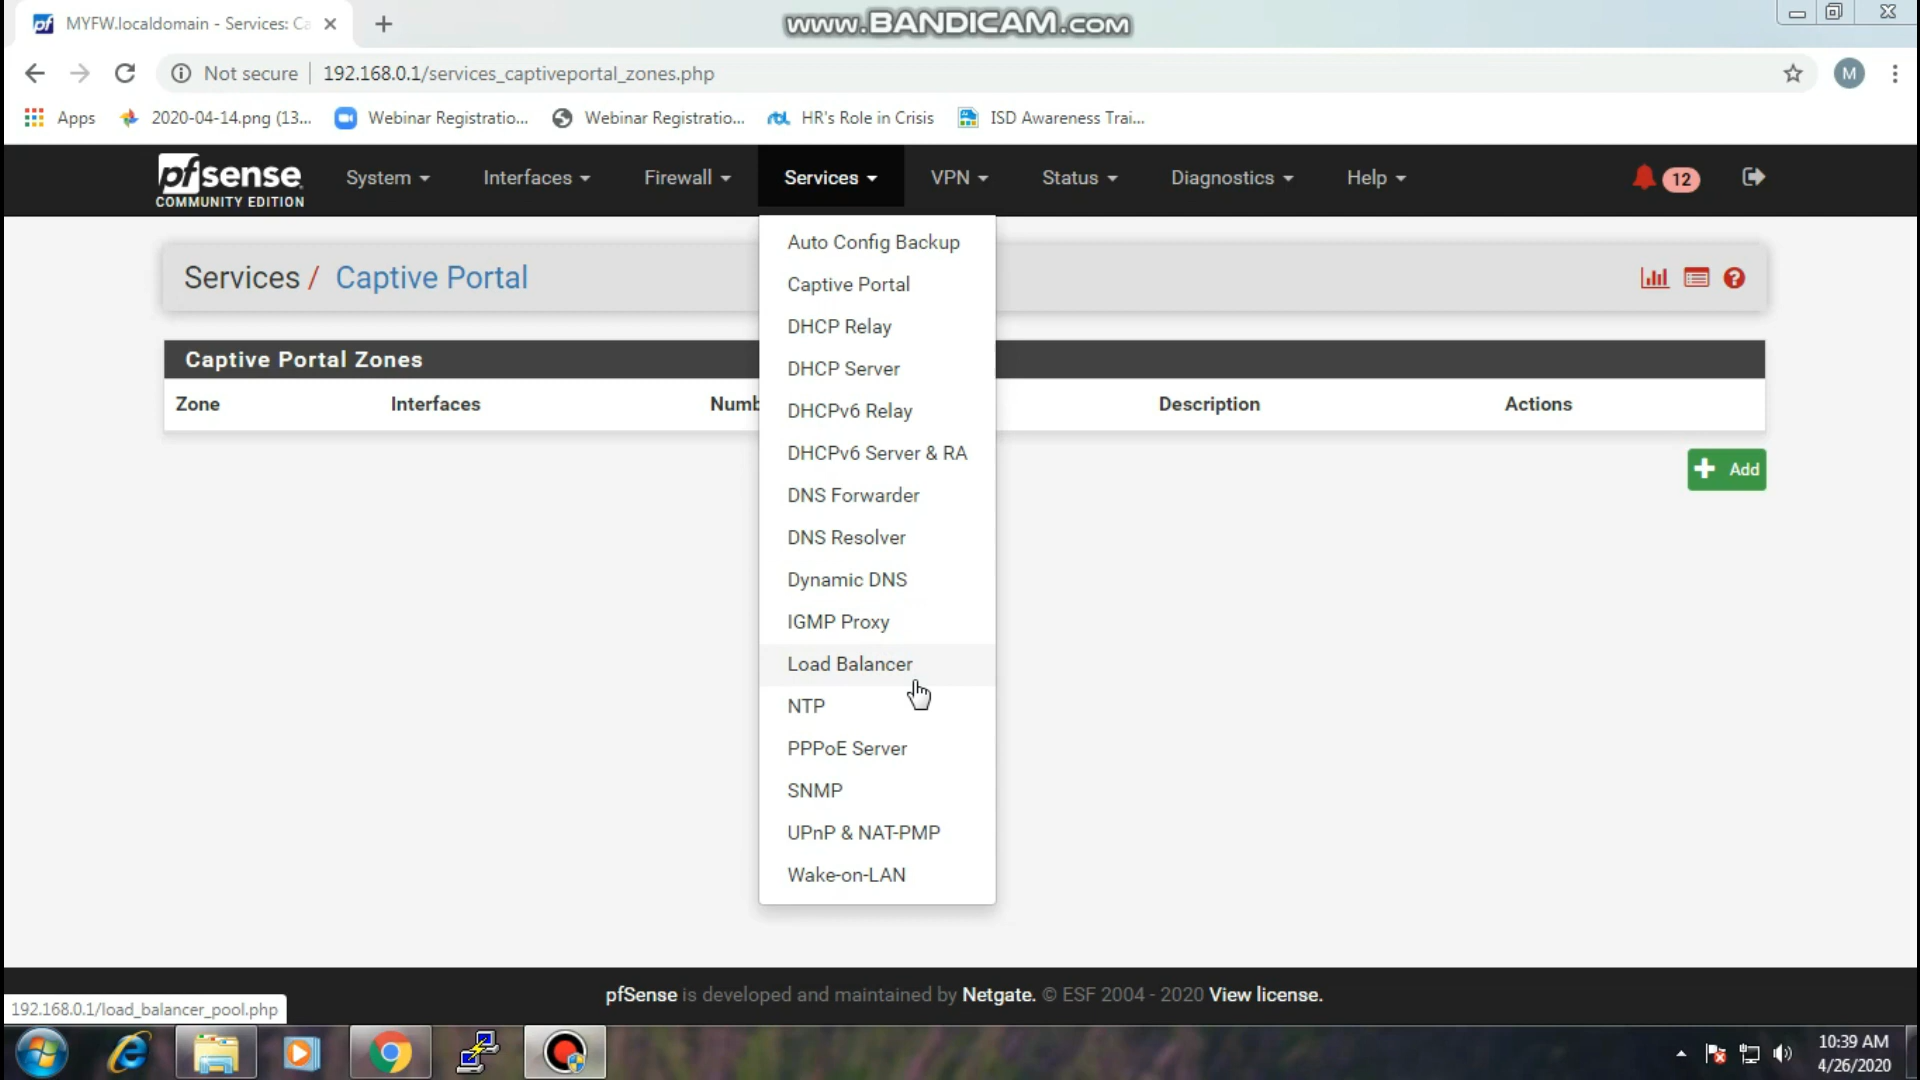 MYFW.localdomain - Services: Ca
www.BANDICAM.com
Not secure
192.168.0.1/services_captiveportal_zones.php
M
Apps
2020-04-14.png (13...
Webinar Registratio...
Webinar Registratio...
HR's Role in Crisis
ISD Awareness Trai...
pfsense
COMMUNITY EDITION
System
Interfaces
Firewall
Services
VPN
Status
Diagnostics
Help
12
Services / Captive Portal
Captive Portal Zones
Zone
Interfaces
Numb
Description
Actions
Add
Auto Config Backup
Captive Portal
DHCP Relay
DHCP Server
DHCPv6 Relay
DHCPv6 Server & RA
DNS Forwarder
DNS Resolver
Dynamic DNS
IGMP Proxy
Load Balancer
NTP
PPPoE Server
SNMP
UPnP & NAT-PMP
Wake-on-LAN
pfSense is developed and maintained by Netgate. © ESF 2004 - 2020 View license.
192.168.0.1/load_balancer_pool.php
10:39 AM
4/26/2020